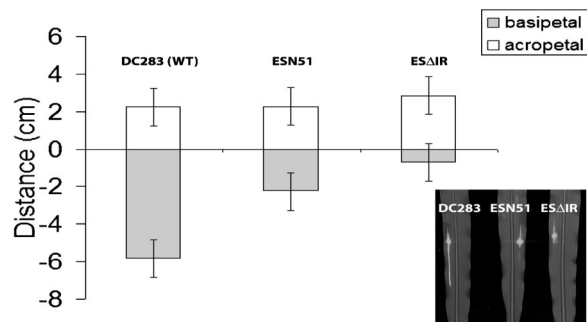 basipetal
acropetal
6
4
2
0
-2
-4
-6
-8
Distance (cm)
DC283 (WT) ESN51 ESΔIR
DC283 ESN51 ESΔIR